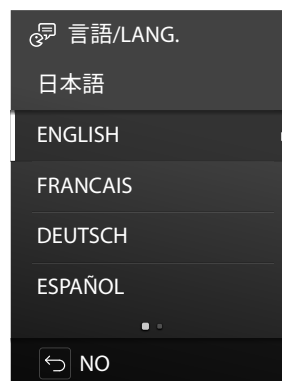 言語/LANG.
日本語
ENGLISH
FRANCAIS
DEUTSCH
ESPAÑOL
NO